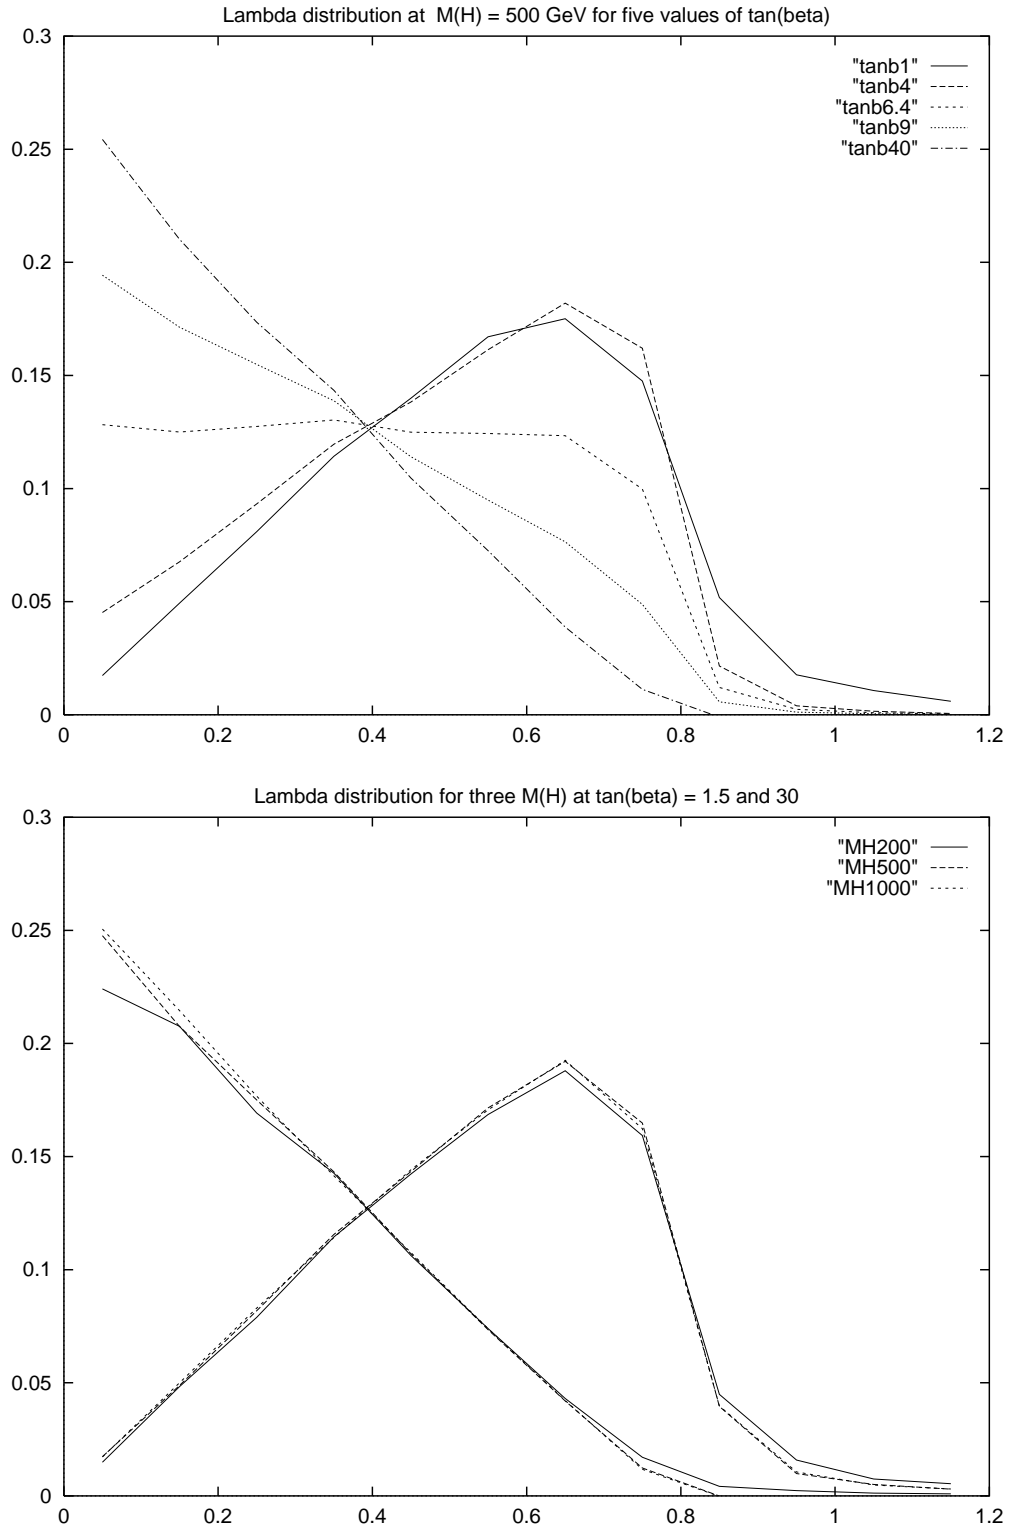 Lambda distribution at M(H) = 500 GeV for five values of tan(beta)
0.3
"tanb1"
"tanb4"
"tanb6.4"
"tanb9"
"tanb40"
0.25
0.2
0.15
0.1
0.05
0
0 0.2 0.4 0.6 0.8 1 1.2
Lambda distribution for three M(H) at tan(beta) = 1.5 and 30
0.3
"MH200"
"MH500"
"MH1000"
0.25
0.2
0.15
0.1
0.05
0
0 0.2 0.4 0.6 0.8 1 1.2